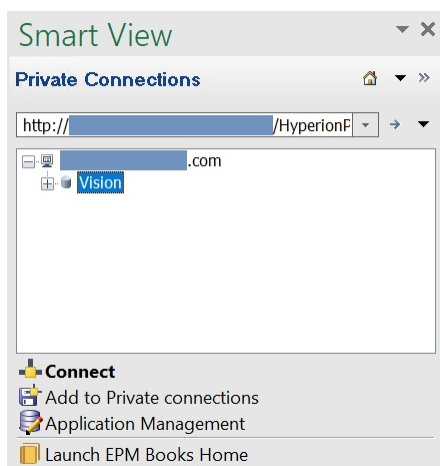 Smart View
Private Connections
http:// /HyperionP
.com
Vision
Connect
Add to Private connections
Application Management
Launch EPM Books Home